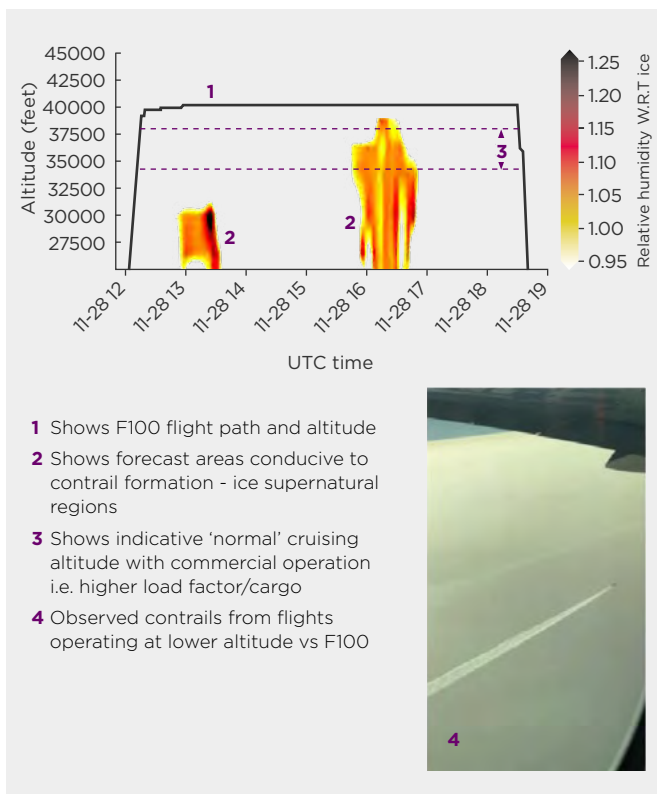 45000
42500
40000
37500
35000
32500
30000
27500
Altitude (feet)
1
3
2
2
11-28 12
11-28 13
11-28 14
11-28 15
11-28 16
11-28 17
11-28 18
11-28 19
UTC time
1.25
1.20
1.15
1.10
1.05
1.00
0.95
Relative humidity W.R.T ice
1 Shows F100 flight path and altitude
2 Shows forecast areas conducive to
contrail formation - ice supernatural
regions
3 Shows indicative ‘normal’ cruising
altitude with commercial operation
i.e. higher load factor/cargo
4 Observed contrails from flights
operating at lower altitude vs F100
4